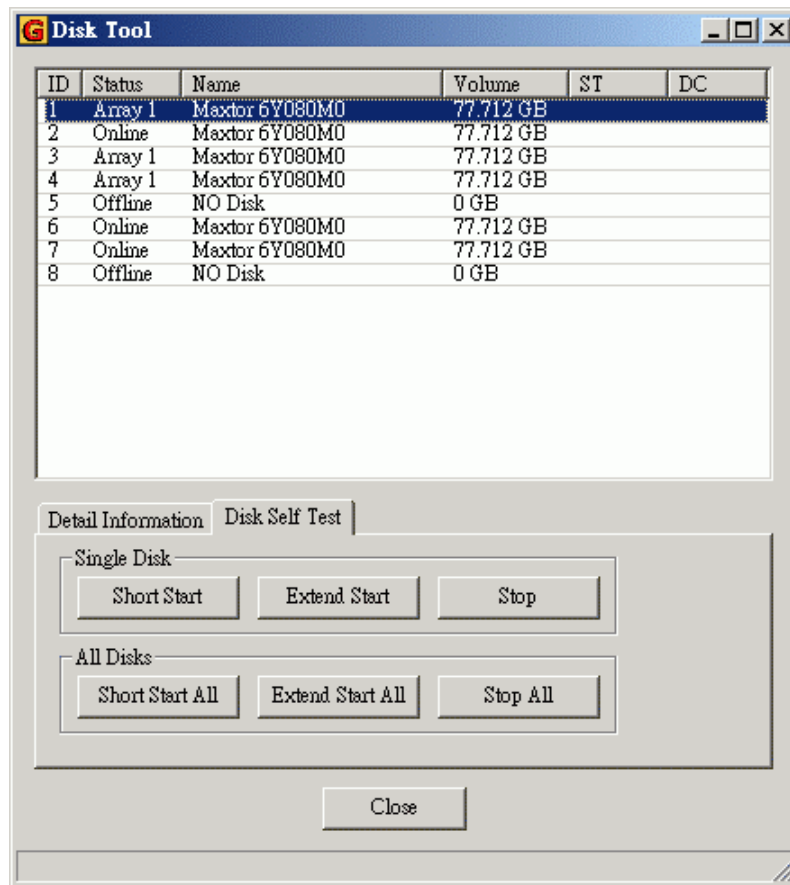 G Disk Tool
ID Status Name Volume ST DC
1 Array 1 Maxtor 6Y080M0 77.712 GB
2 Online Maxtor 6Y080M0 77.712 GB
3 Array 1 Maxtor 6Y080M0 77.712 GB
4 Array 1 Maxtor 6Y080M0 77.712 GB
5 Offline NO Disk 0 GB
6 Online Maxtor 6Y080M0 77.712 GB
7 Online Maxtor 6Y080M0 77.712 GB
8 Offline NO Disk 0 GB
Detail Information Disk Self Test
Single Disk
Short Start Extend Start Stop
All Disks
Short Start All Extend Start All Stop All
Close